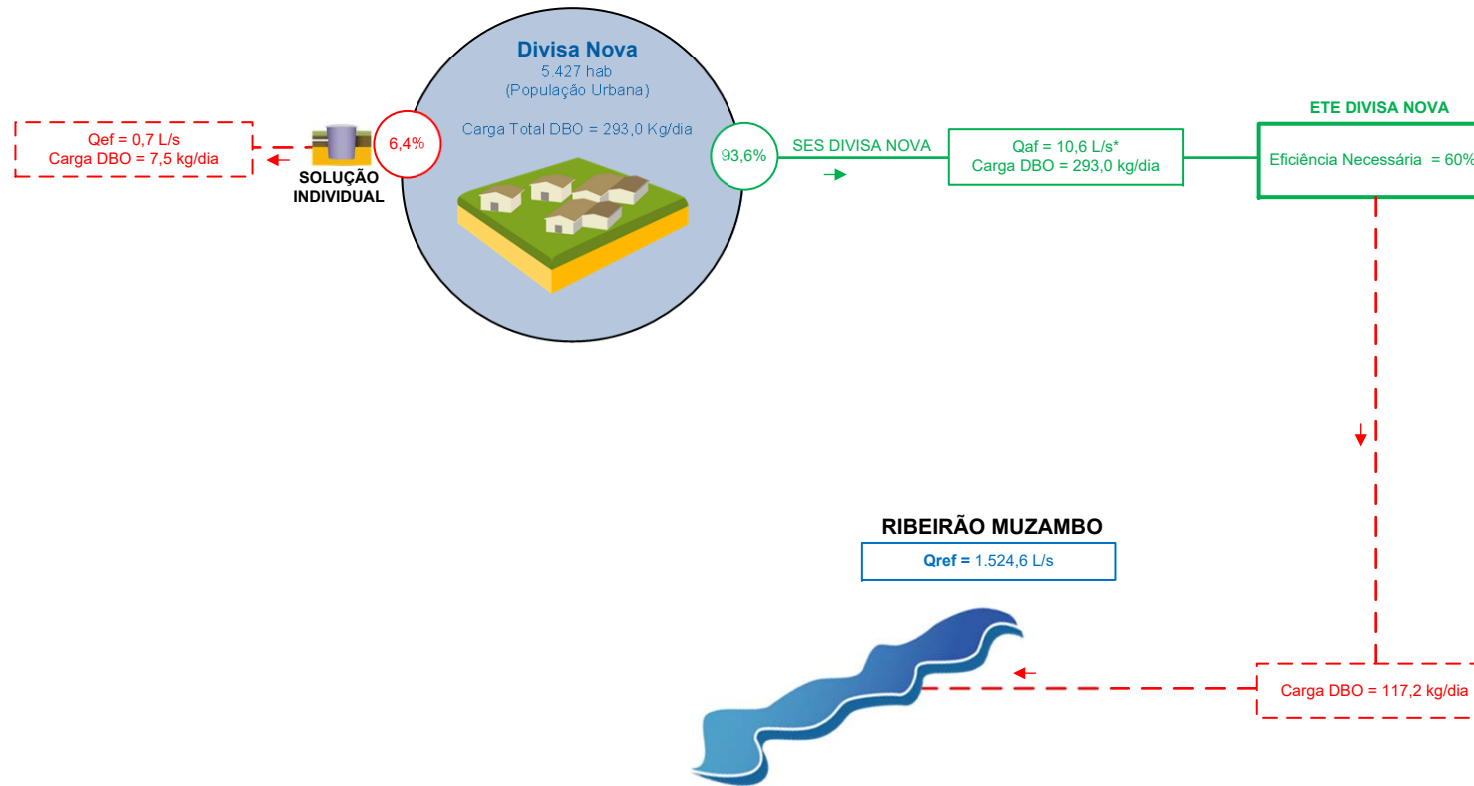 Divisa Nova
5.427 hab
(População Urbana)
Carga Total DBO = 293,0 Kg/dia
Qef = 0,7 L/s
Carga DBO = 7,5 kg/dia
SOLUÇÃO
INDIVIDUAL
6,4%
93,6%
SES DIVISA NOVA
Qaf = 10,6 L/s*
Carga DBO = 293,0 kg/dia
ETE DIVISA NOVA
Eficiência Necessária = 60%
RIBEIRÃO MUZAMBO
Qref = 1.524,6 L/s
Carga DBO = 117,2 kg/dia